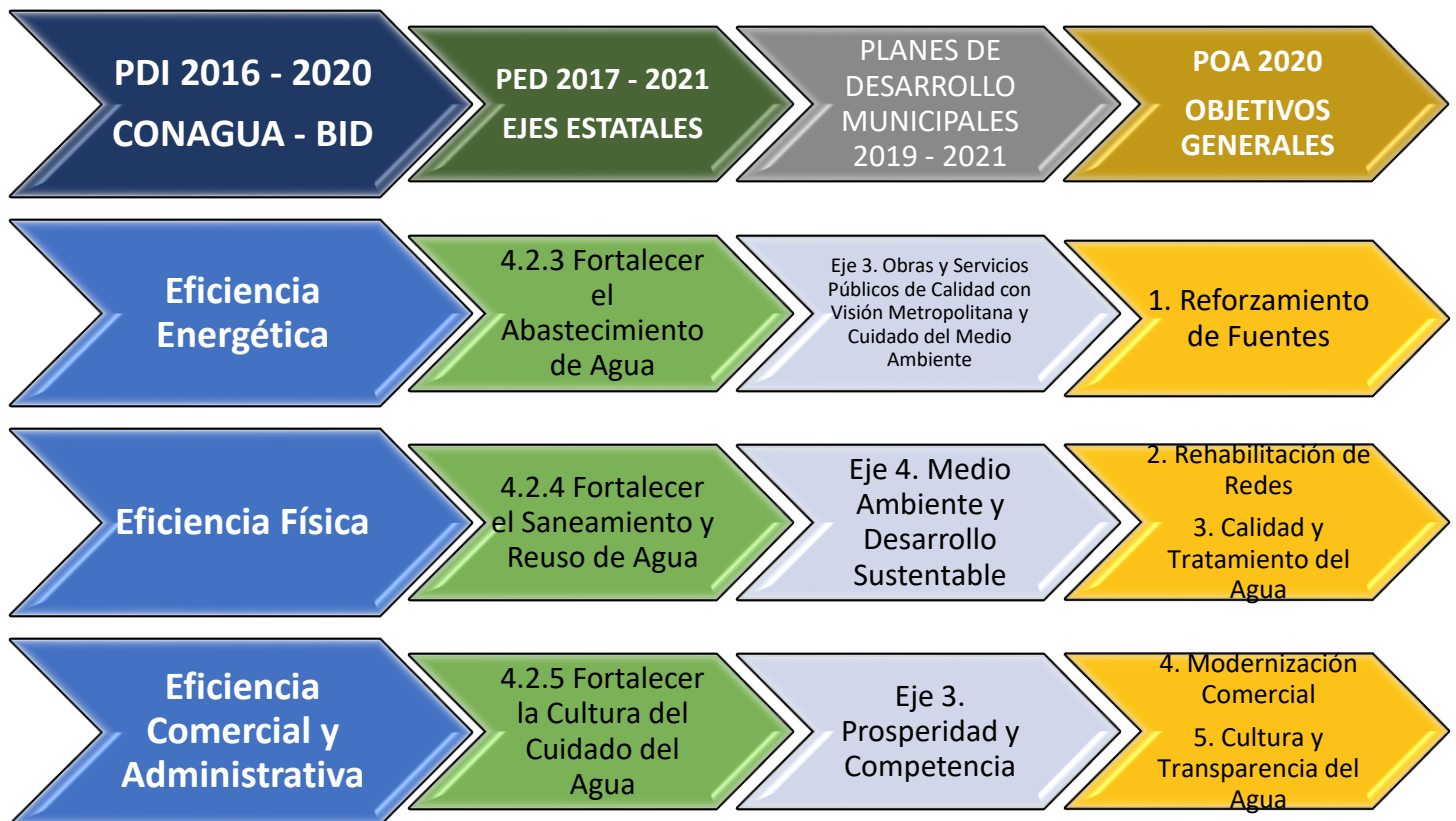 PDI 2016 - 2020
CONAGUA - BID
PED 2017 - 2021
EJES ESTATALES
PLANES DE
DESARROLLO
MUNICIPALES
2019 - 2021
POA 2020
OBJETIVOS
GENERALES
Eficiencia
Energética
4.2.3 Fortalecer
el
Abastecimiento
de Agua
Eje 3. Obras y Servicios
Públicos de Calidad con
Visión Metropolitana y
Cuidado del Medio
Ambiente
1. Reforzamiento
de Fuentes
Eficiencia Física
4.2.4 Fortalecer
el Saneamiento y
Reuso de Agua
Eje 4. Medio
Ambiente y
Desarrollo
Sustentable
2. Rehabilitación de
Redes
3. Calidad y
Tratamiento del
Agua
Eficiencia
Comercial y
Administrativa
4.2.5 Fortalecer
la Cultura del
Cuidado del
Agua
Eje 3.
Prosperidad y
Competencia
4. Modernización
Comercial
5. Cultura y
Transparencia del
Agua